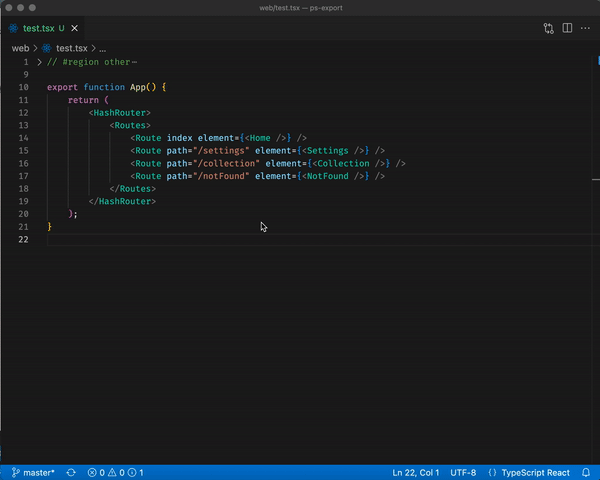 web/test.tsx — ps-export
test.tsx U
web > test.tsx > ...
1 // #region other
9
10 export function App() {
11 return (
12 <HashRouter>
13 <Routes>
14 <Route index element={<Home />} />
15 <Route path="/settings" element={<Settings />} />
16 <Route path="/collection" element={<Collection />} />
17 <Route path="/notFound" element={<NotFound />} />
18 </Routes>
19 </HashRouter>
20 );
21 }
22
master* 0 0 1 Ln 22, Col 1 UTF-8 {} TypeScript React